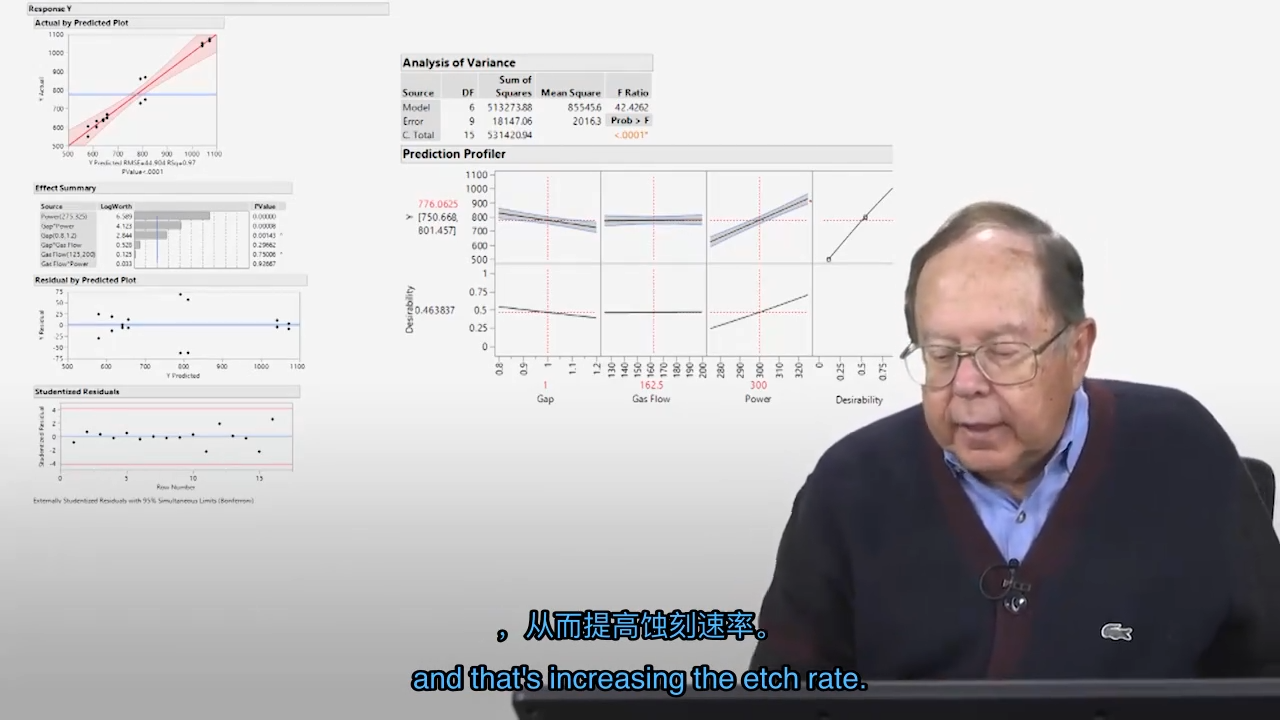 Response Y
Actual by Predicted Plot
1100
1000
900
800
700
600
500
Y Actual
500 600 700 800 900 1000 1100
Y Predicted RMSE=44.904 RSq=0.97
PValue<.0001
Effect Summary
Source LogWorth PValue
Power(275,325) 6.589 0.00000
Gap*Power 4.123 0.00008
Gap(0.8,1.2) 2.844 0.00143 ^
Gap*Gas Flow 0.528 0.29662
Gas Flow(125,200) 0.125 0.75006 ^
Gas Flow*Power 0.033 0.92667
Residual by Predicted Plot
75
50
25
0
-25
-50
-75
Y Residual
500 600 700 800 900 1000 1100
Y Predicted
Studentized Residuals
4
2
0
-2
-4
Studentized Residual
0 5 10 15
Row Number
Externally Studentized Residuals with 95% Simultaneous Limits (Bonferroni)
Analysis of Variance
Sum of
Source DF Squares Mean Square F Ratio
Model 6 513273.88 85545.6 42.4262
Error 9 18147.06 2016.3 Prob > F
C. Total 15 531420.94 <.0001*
Prediction Profiler
1100
1000
900
800
700
600
500
Y
776.0625
[750.668,
801.457]
1
0.75
0.5
0.25
0
Desirability
0.463837
0.8 0.9 1 1.1 1.2
130 140 150 160 170 180 190 200
280 290 300 310 320
0 0.25 0.5 0.75
1 162.5 300
Gap Gas Flow Power Desirability
，从而提高蚀刻速率。
and that's increasing the etch rate.